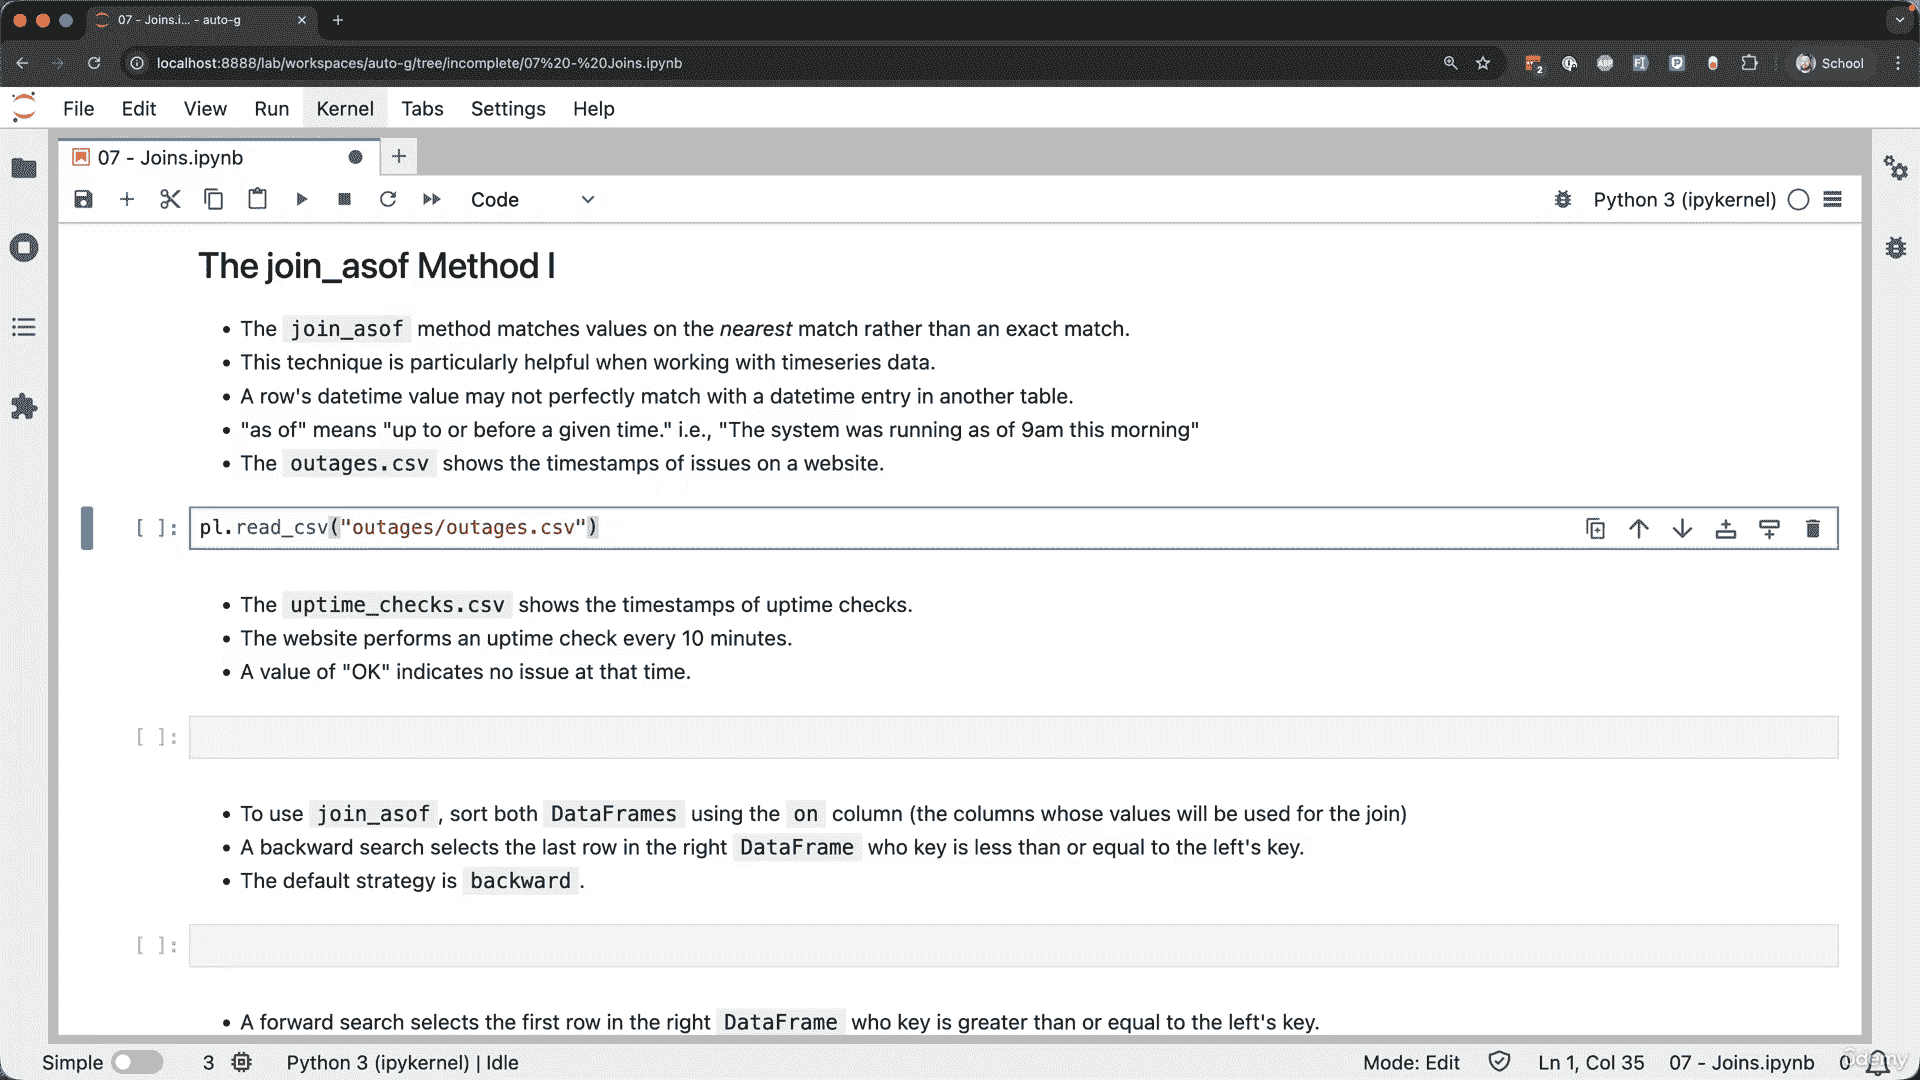 07 - Joins.i... - auto-g
localhost:8888/lab/workspaces/auto-g/tree/incomplete/07%20-%20Joins.ipynb
2
ABP
School
File Edit View Run Kernel Tabs Settings Help
07 - Joins.ipynb
Code
Python 3 (ipykernel)
The join_asof Method I
The join_asof method matches values on the nearest match rather than an exact match.
This technique is particularly helpful when working with timeseries data.
A row's datetime value may not perfectly match with a datetime entry in another table.
"as of" means "up to or before a given time." i.e., "The system was running as of 9am this morning"
The outages.csv shows the timestamps of issues on a website.
[ ]: pl.read_csv("outages/outages.csv")
The uptime_checks.csv shows the timestamps of uptime checks.
The website performs an uptime check every 10 minutes.
A value of "OK" indicates no issue at that time.
[ ]:
To use join_asof, sort both DataFrames using the on column (the columns whose values will be used for the join)
A backward search selects the last row in the right DataFrame who key is less than or equal to the left's key.
The default strategy is backward.
[ ]:
A forward search selects the first row in the right DataFrame who key is greater than or equal to the left's key.
Simple 3 Python 3 (ipykernel) | Idle Mode: Edit Ln 1, Col 35 07 - Joins.ipynb 0
udemy